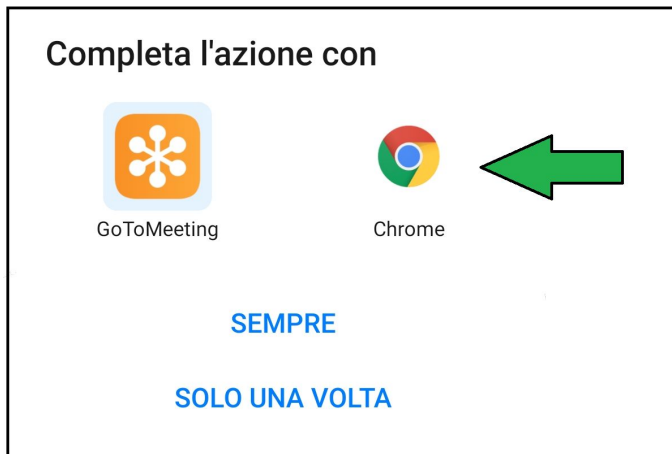 Completa l'azione con
GoToMeeting
Chrome
SEMPRE
SOLO UNA VOLTA